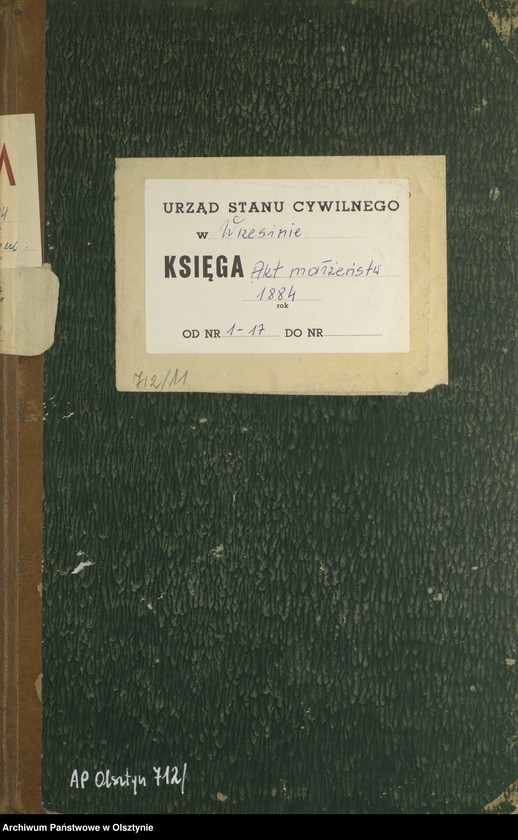 URZĄD STANU CYWILNEGO
w Wrzesinie
KSIĘGA Akt małżeństw
1884
rok
OD NR 1-17 DO NR
712/11
AP Olsztyn 712/
Archiwum Państwowe w Olsztynie